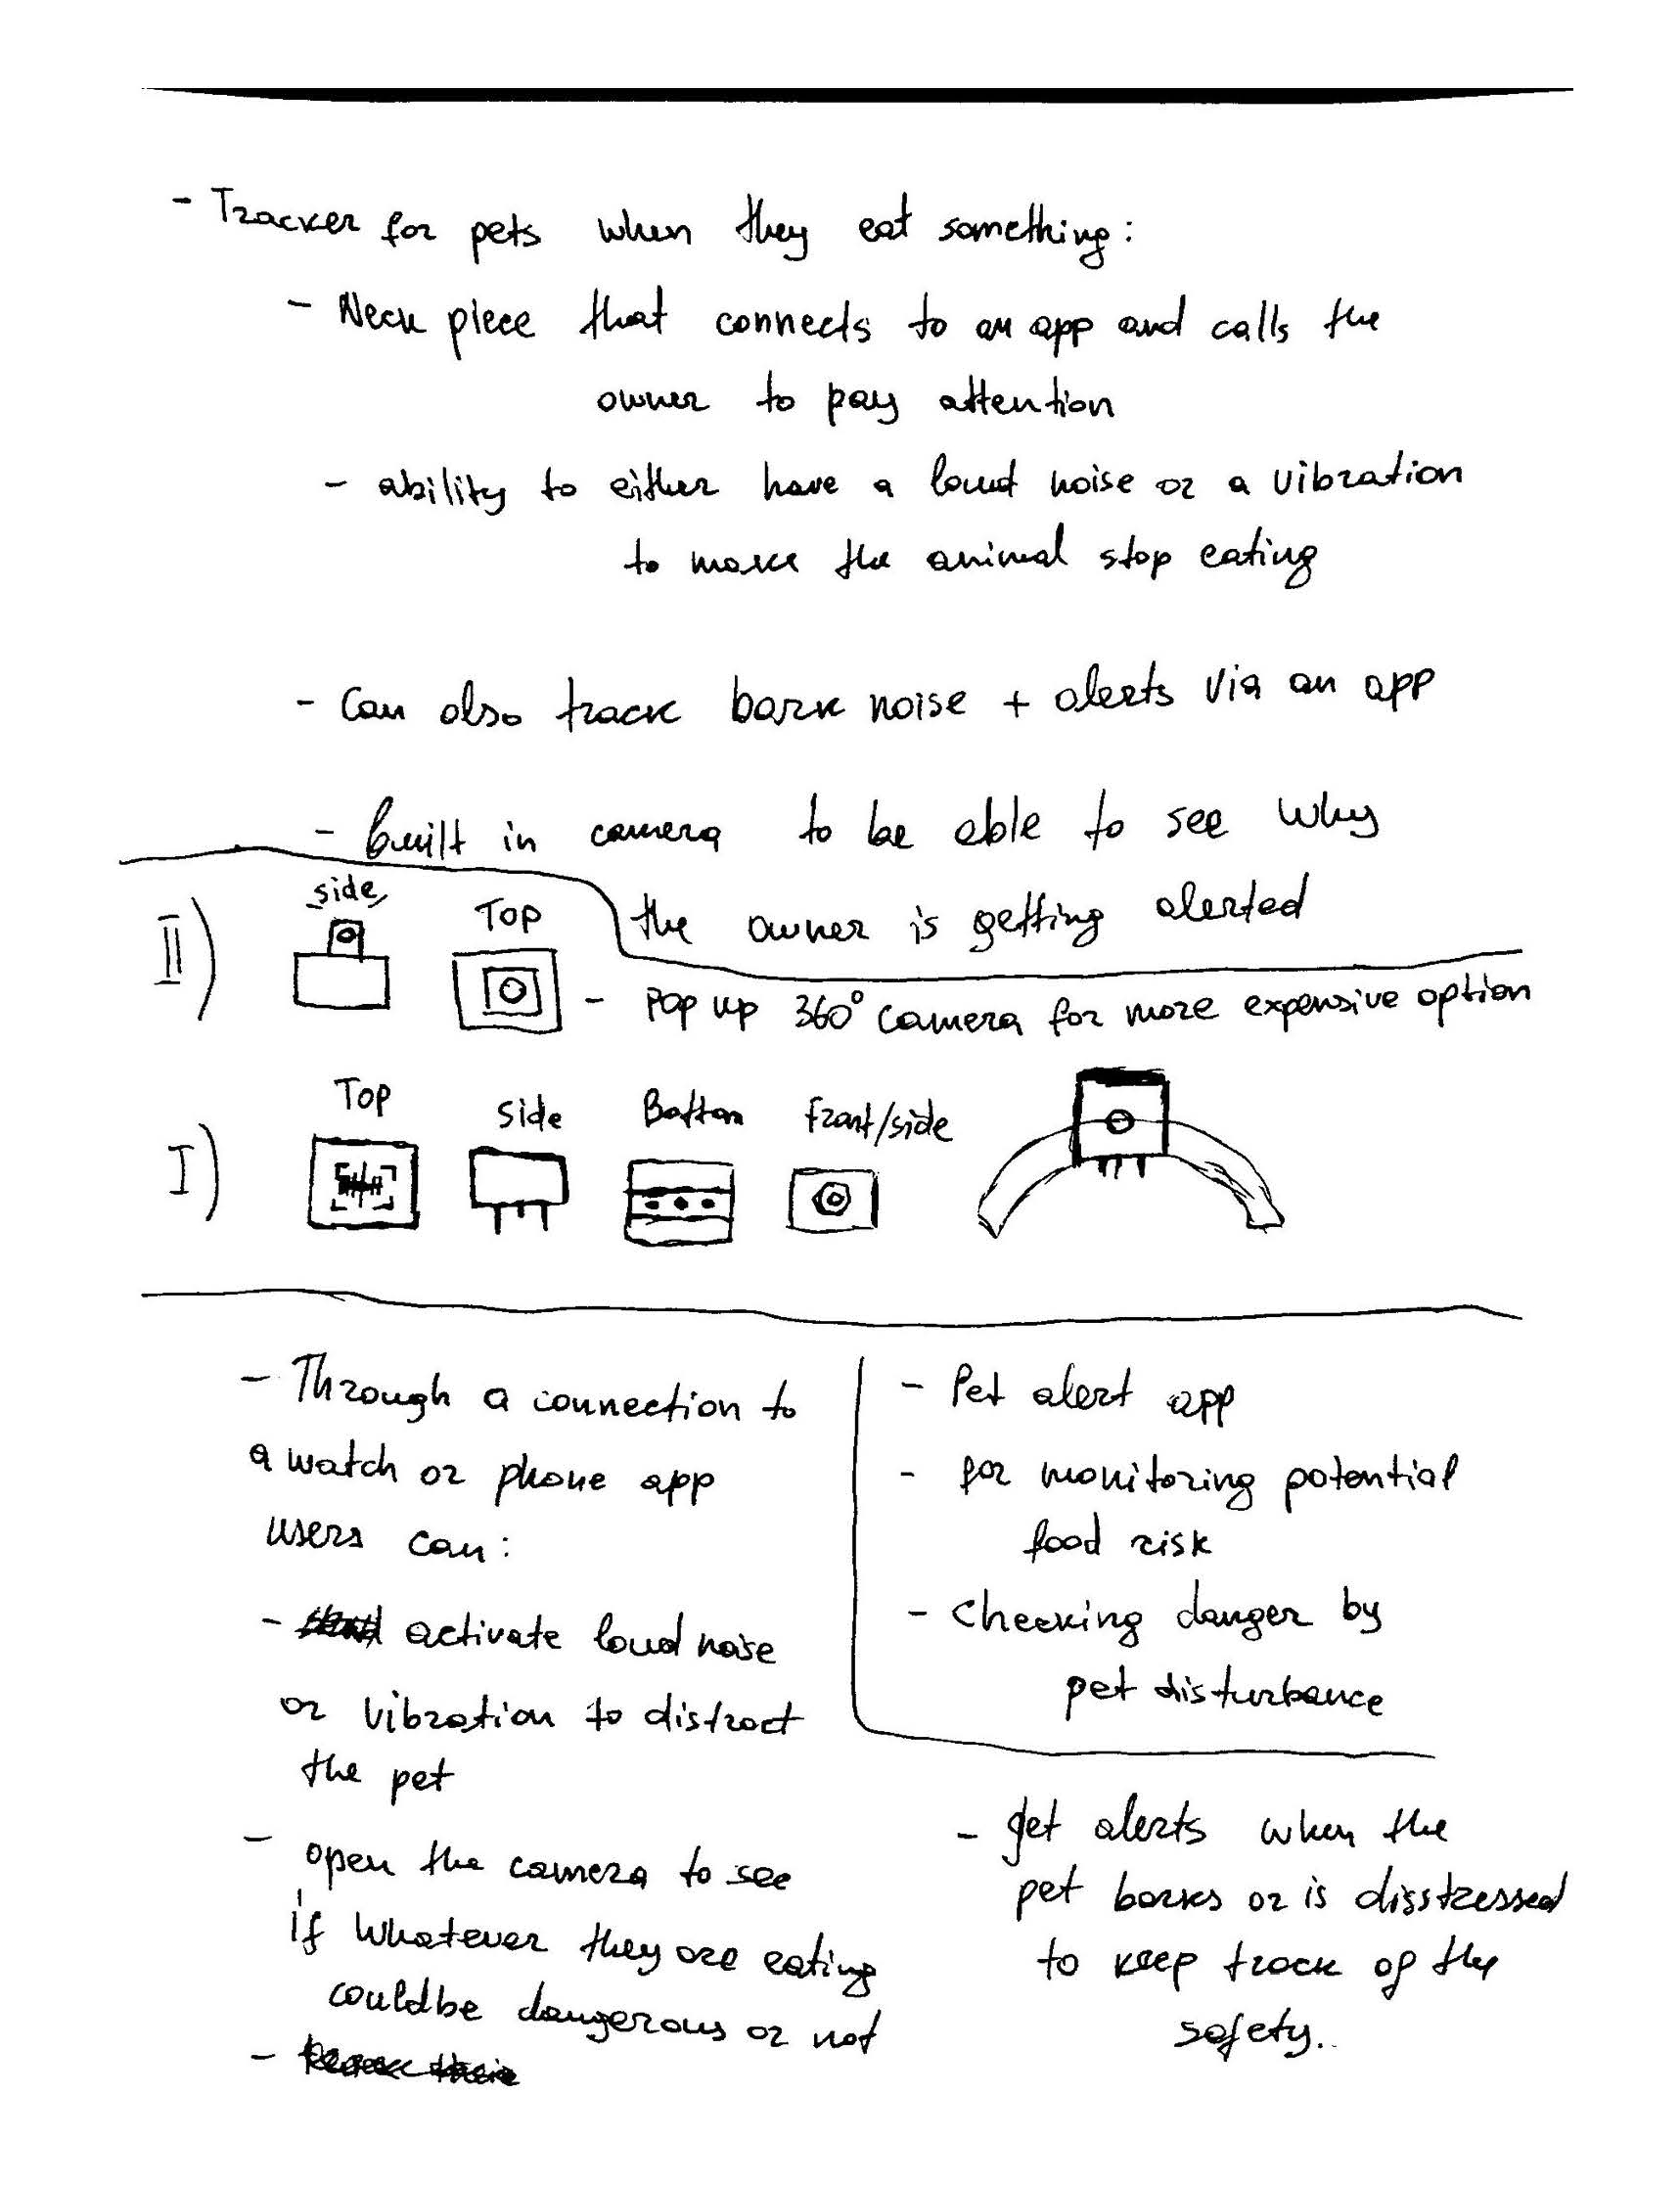 - Tracker for pets when they eat something:
- Neck piece that connects to an app and calls the
owner to pay attention
- ability to either have a loud noise or a vibration
to make the animal stop eating
- Can also track bark noise + alerts via an app
- built in camera to be able to see why
the owner is getting alerted
II)
side
Top
- Pop up 360° camera for more expensive option
I)
Top
side
Bottom
front/side
- Through a connection to
a watch or phone app
users can:
- activate loud noise
or vibration to distract
the pet
- open the camera to see
if whatever they are eating
could be dangerous or not
-
- Pet alert app
- for monitoring potential
food risk
- Checking danger by
pet disturbance
- get alerts when the
pet barks or is disstressed
to keep track of the
safety.